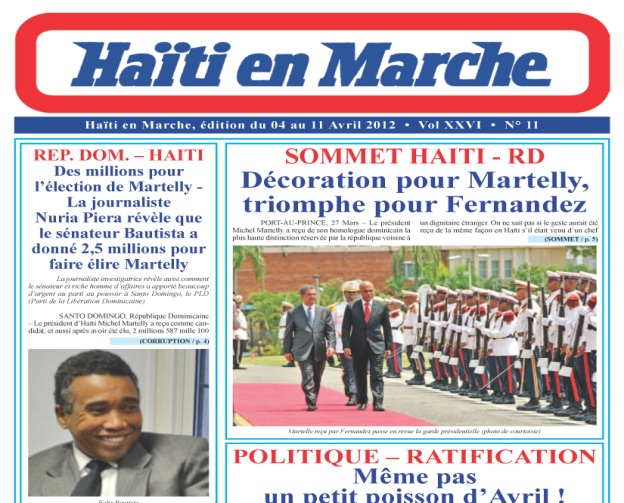 Haïti en Marche
Haïti en Marche, édition du 04 au 11 Avril 2012 • Vol XXVI • N° 11
REP. DOM. – HAITI
Des millions pour
l'élection de Martelly -
La journaliste
Nuria Piera révèle que
le sénateur Bautista a
donné 2,5 millions pour
faire élire Martelly
La journaliste investigatrice révèle aussi comment
le sénateur et riche homme d'affaires a apporté beaucoup
d'argent au parti au pouvoir à Santo Domingo, le PLD
(Parti de la Libération Dominicaine)
SANTO DOMINGO, République Dominicaine
– Le président d'Haïti Michel Martelly a reçu comme can-
didat, et aussi après avoir été élu, 2 millions 587 mille 100
(CORRUPTION / p. 4)
SOMMET HAITI - RD
Décoration pour Martelly,
triomphe pour Fernandez
PORT-AU-PRINCE, 27 Mars – Le président
Michel Martelly a reçu de son homologue dominicain la
plus haute distinction réservée par la république voisine à
un dignitaire étranger. On ne sait pas si le geste aurait été
reçu de la même façon en Haïti s'il était venu d'un chef
(SOMMET / p. 5)
Martelly reçu par Fernandez passe en revue la garde présidentielle (photo de courtoisie)
POLITIQUE – RATIFICATION
Même pas
un petit poisson d'Avril !